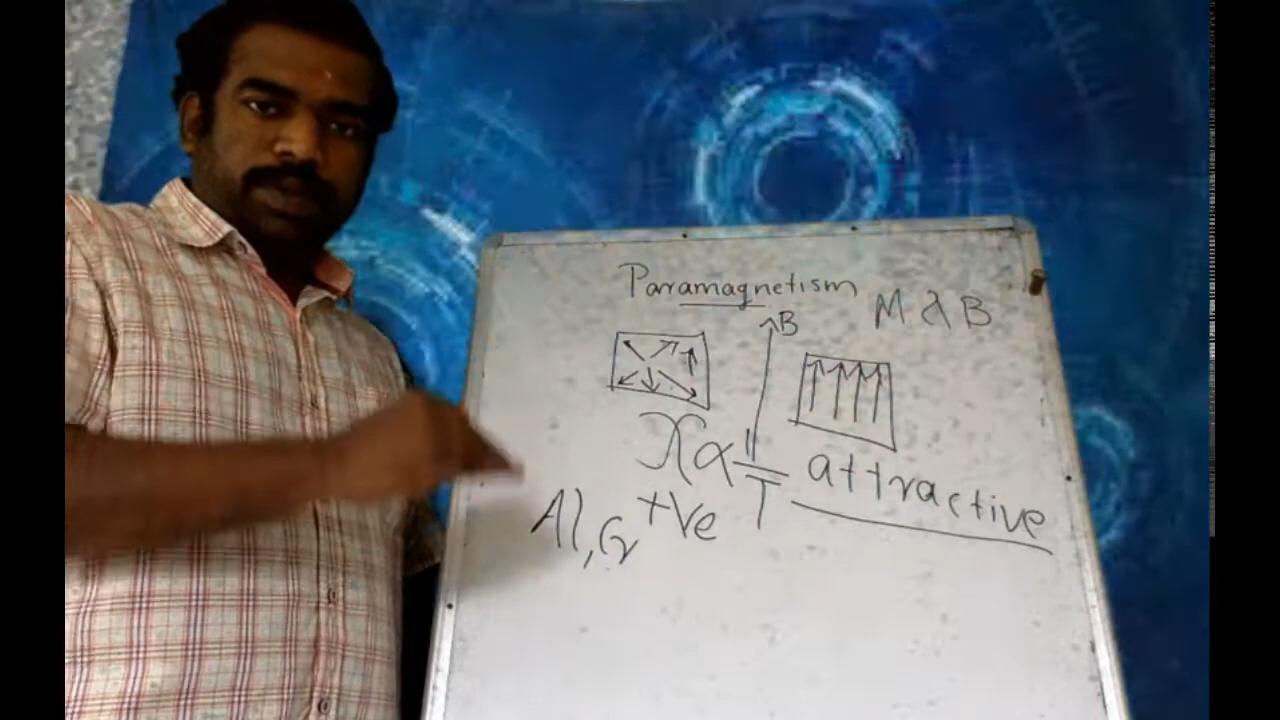 Paramagnetism
M α B
B
χ α 1/T
attractive
Al, Cr
+ve